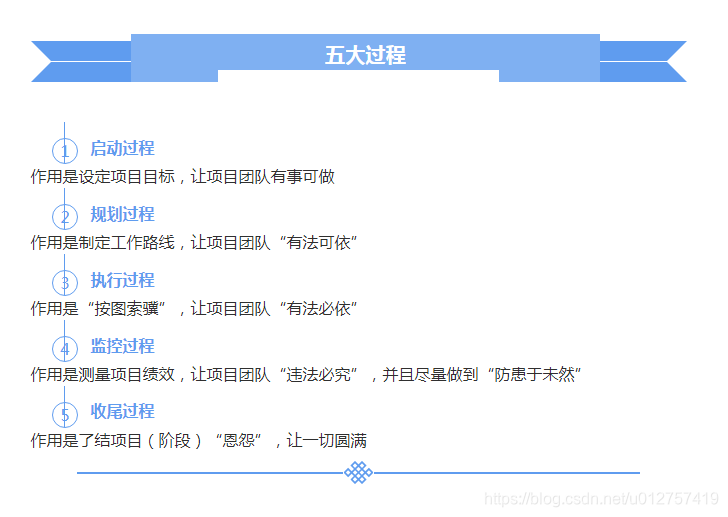 五大过程
1 启动过程
作用是设定项目目标，让项目团队有事可做
2 规划过程
作用是制定工作路线，让项目团队“有法可依”
3 执行过程
作用是“按图索骥”，让项目团队“有法必依”
4 监控过程
作用是测量项目绩效，让项目团队“违法必究”，并且尽量做到“防患于未然”
5 收尾过程
作用是了结项目（阶段）“恩怨”，让一切圆满
https://blog.csdn.net/u012757419